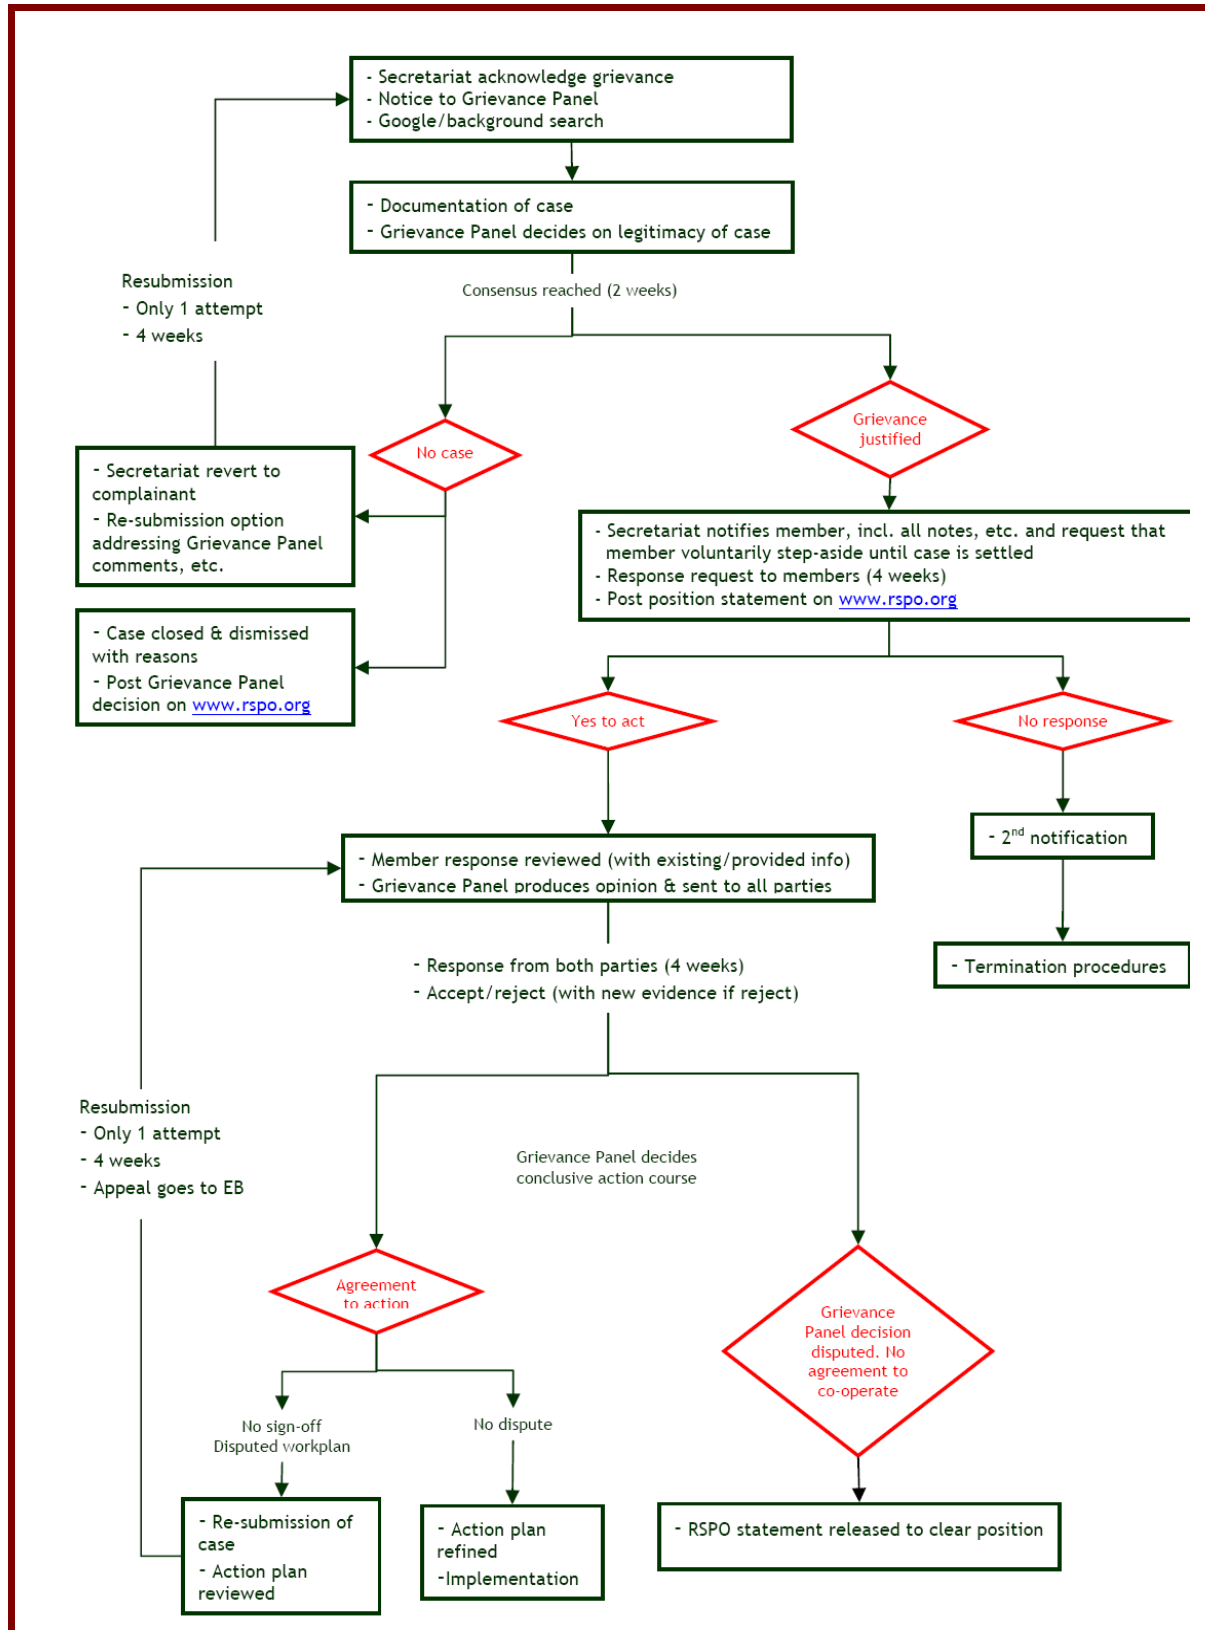 - Secretariat acknowledge grievance
- Notice to Grievance Panel
- Google/background search
- Documentation of case
- Grievance Panel decides on legitimacy of case
Resubmission
- Only 1 attempt
- 4 weeks
Consensus reached (2 weeks)
No case
Grievance
justified
- Secretariat revert to
complainant
- Re-submission option
addressing Grievance Panel
comments, etc.
- Secretariat notifies member, incl. all notes, etc. and request that
member voluntarily step-aside until case is settled
- Response request to members (4 weeks)
- Post position statement on www.rspo.org
- Case closed & dismissed
with reasons
- Post Grievance Panel
decision on www.rspo.org
Yes to act
No response
- 2nd notification
- Member response reviewed (with existing/provided info)
- Grievance Panel produces opinion & sent to all parties
- Termination procedures
- Response from both parties (4 weeks)
- Accept/reject (with new evidence if reject)
Resubmission
- Only 1 attempt
- 4 weeks
- Appeal goes to EB
Grievance Panel decides
conclusive action course
Agreement
to action
Grievance
Panel decision
disputed. No
agreement to
co-operate
No sign-off
Disputed workplan
No dispute
- Re-submission of
case
- Action plan
reviewed
- Action plan
refined
-Implementation
- RSPO statement released to clear position